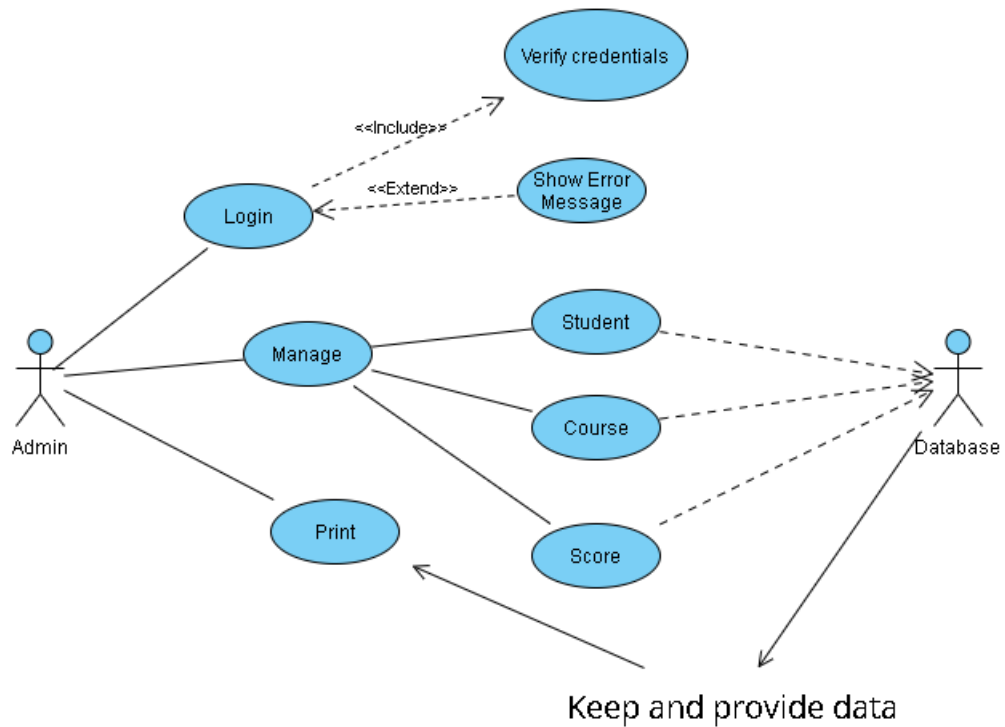 Verify credentials
<<Include>>
<<Extend>>
Show Error
Message
Login
Student
Manage
Course
Admin
Database
Print
Score
Keep and provide data